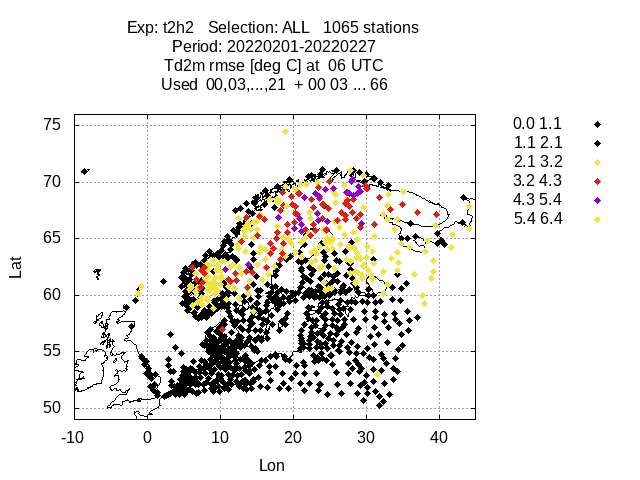 Exp: t2h2 Selection: ALL 1065 stations
Period: 20220201-20220227
Td2m rmse [deg C] at 06 UTC
Used 00,03,...,21 + 00 03 ... 66
0.0 1.1
1.1 2.1
2.1 3.2
3.2 4.3
4.3 5.4
5.4 6.4
75
70
65
60
55
50
Lat
-10 0 10 20 30 40
Lon